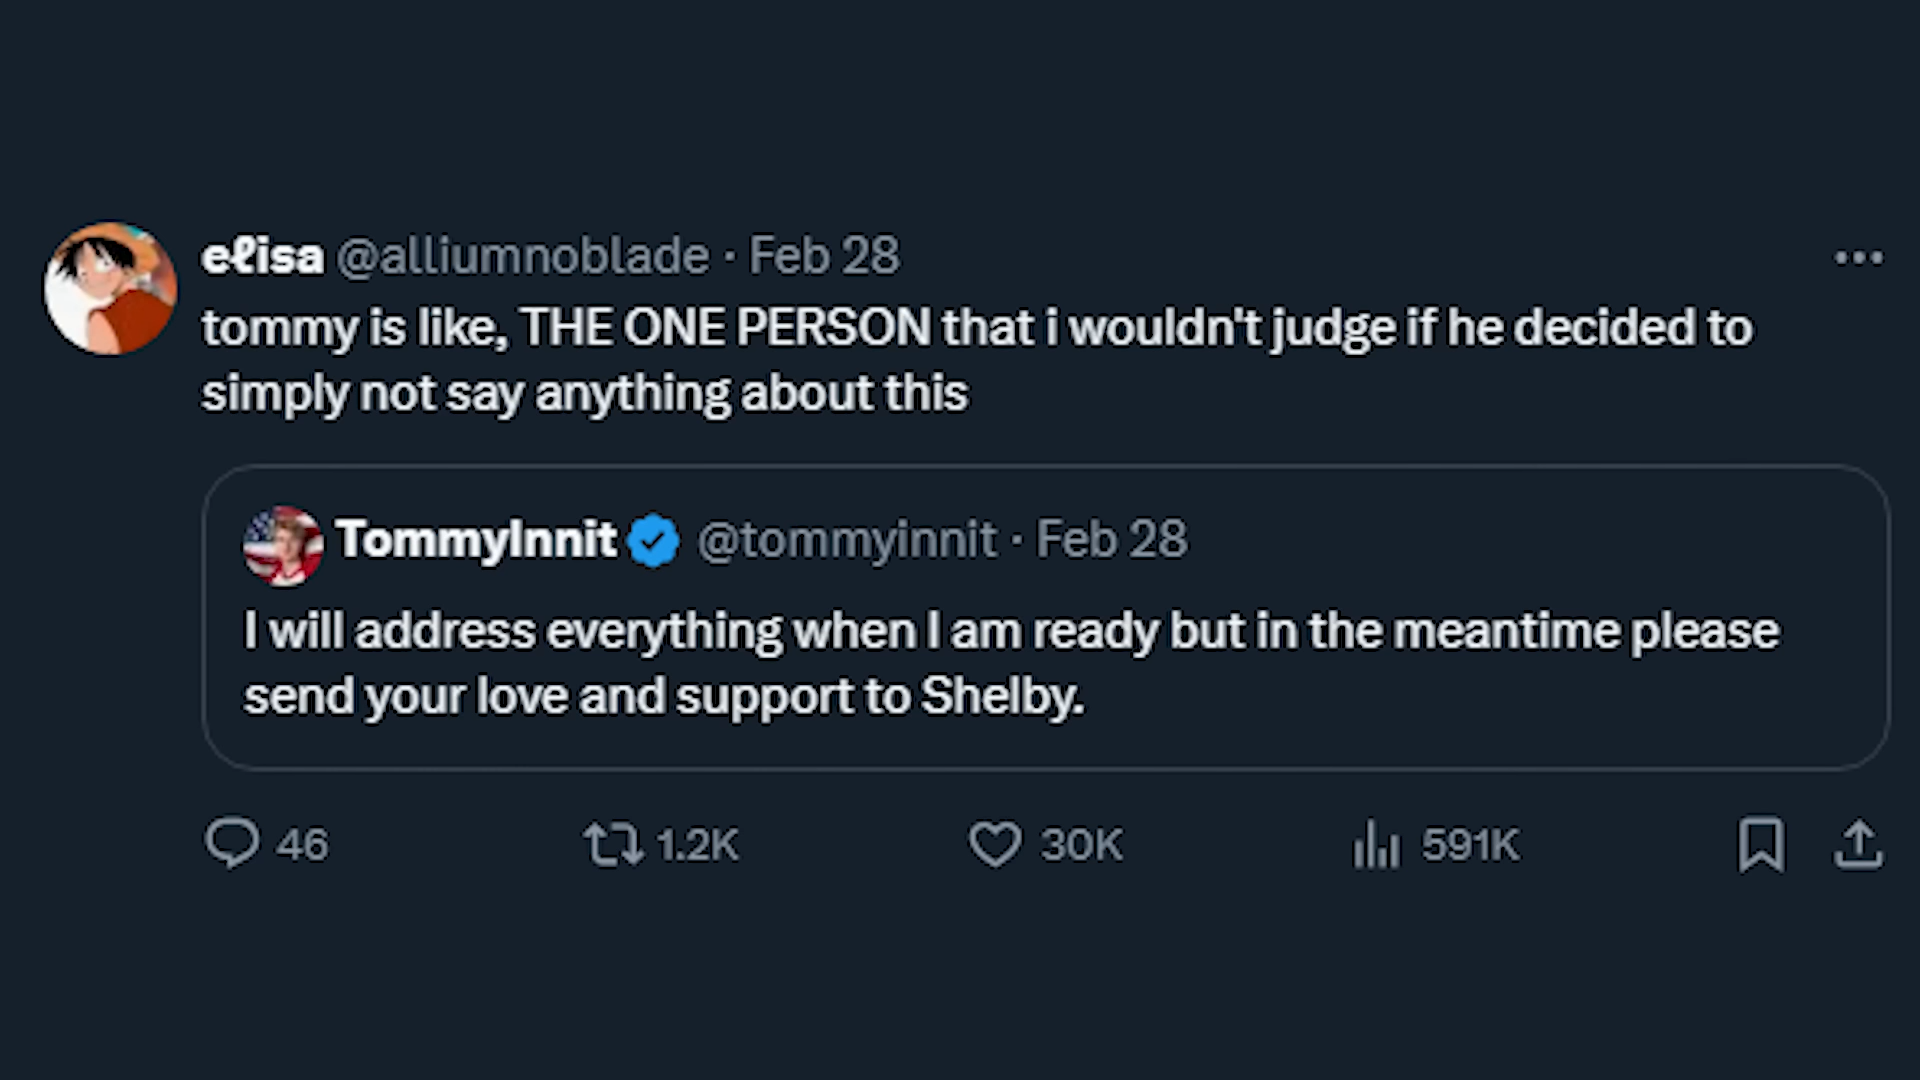 eℓisa @alliumnoblade · Feb 28
tommy is like, THE ONE PERSON that i wouldn't judge if he decided to
simply not say anything about this
TommyInnit @tommyinnit · Feb 28
I will address everything when I am ready but in the meantime please
send your love and support to Shelby.
46 1.2K 30K 591K